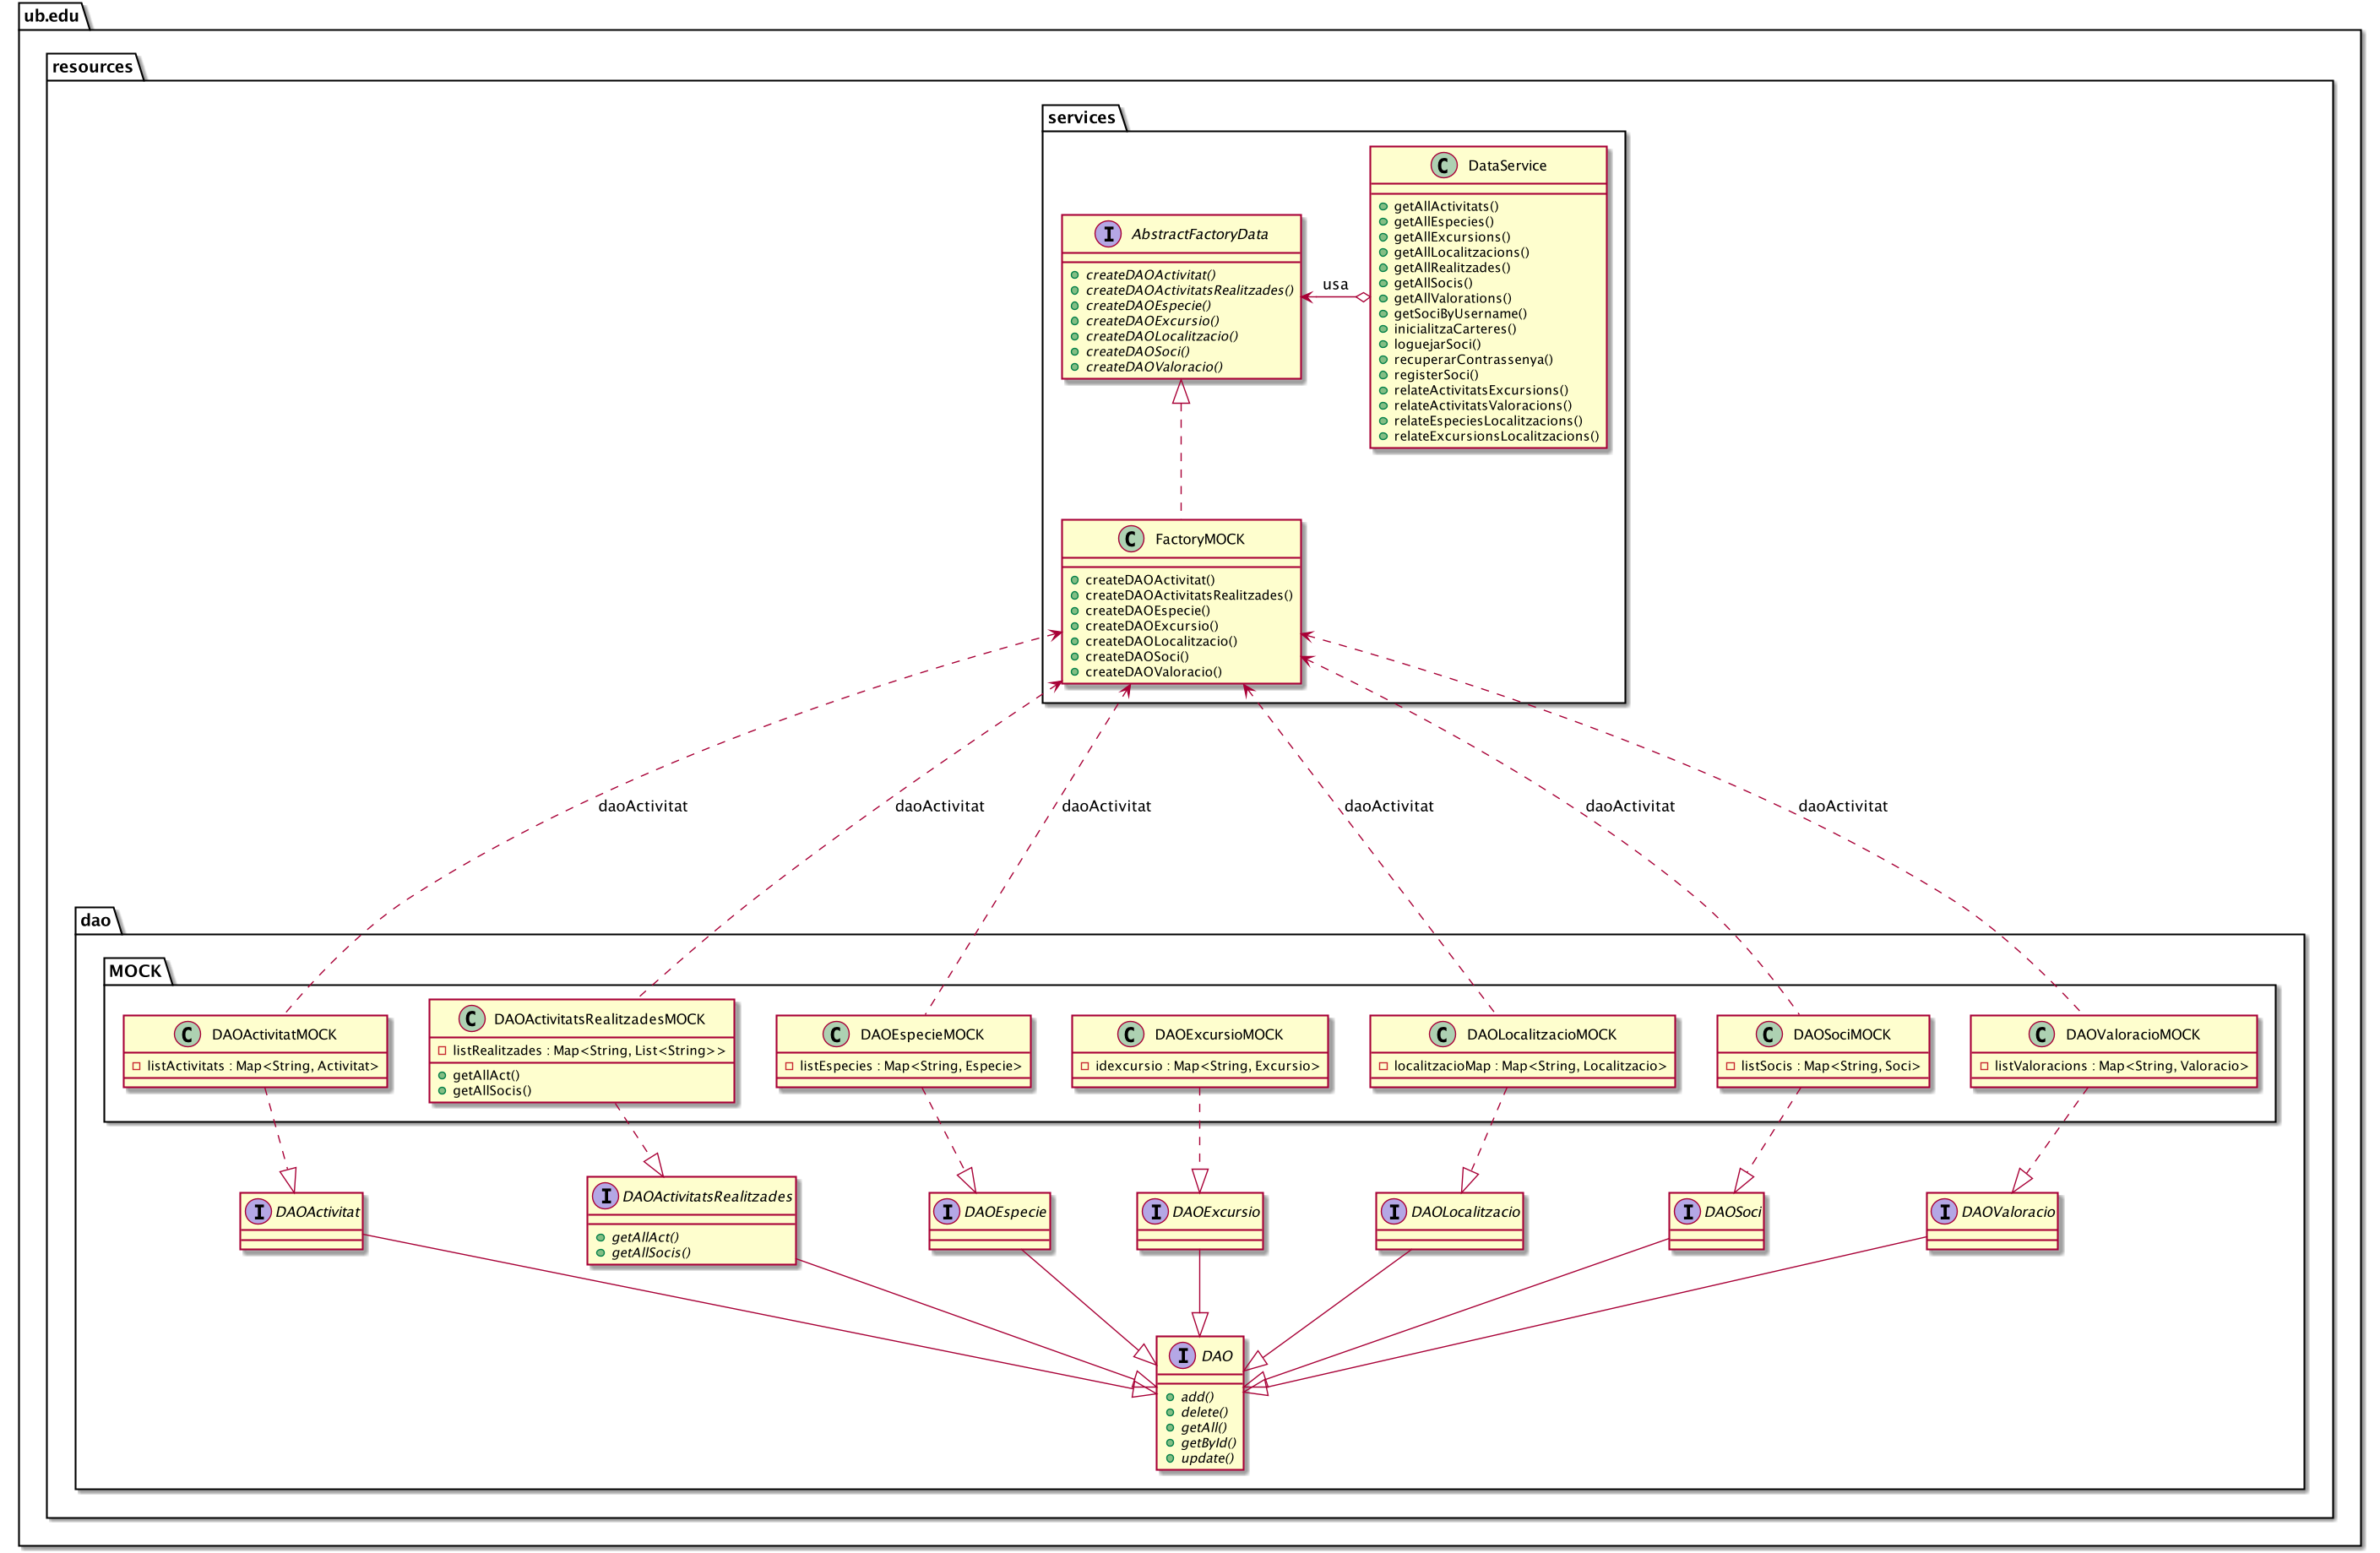 ub.edu
resources
services
DataService
getAllActivitats()
getAllEspecies()
getAllExcursions()
getAllLocalitzacions()
getAllRealitzades()
getAllSocis()
getAllValorations()
getSociByUsername()
inicialitzaCarteres()
loguejarSoci()
recuperarContrassenya()
registerSoci()
relateActivitatsExcursions()
relateActivitatsValoracions()
relateEspeciesLocalitzacions()
relateExcursionsLocalitzacions()
AbstractFactoryData
createDAOActivitat()
createDAOActivitatsRealitzades()
createDAOEspecie()
createDAOExcursio()
createDAOLocalitzacio()
createDAOSoci()
createDAOValoracio()
usa
FactoryMOCK
createDAOActivitat()
createDAOActivitatsRealitzades()
createDAOEspecie()
createDAOExcursio()
createDAOLocalitzacio()
createDAOSoci()
createDAOValoracio()
daoActivitat
daoActivitat
daoActivitat
daoActivitat
daoActivitat
daoActivitat
dao
MOCK
DAOActivitatMOCK
listActivitats : Map<String, Activitat>
DAOActivitatsRealitzadesMOCK
listRealitzades : Map<String, List<String>>
getAllAct()
getAllSocis()
DAOEspecieMOCK
listEspecies : Map<String, Especie>
DAOExcursioMOCK
idexcursio : Map<String, Excursio>
DAOLocalitzacioMOCK
localitzacioMap : Map<String, Localitzacio>
DAOSociMOCK
listSocis : Map<String, Soci>
DAOValoracioMOCK
listValoracions : Map<String, Valoracio>
DAOActivitat
DAOActivitatsRealitzades
getAllAct()
getAllSocis()
DAOEspecie
DAOExcursio
DAOLocalitzacio
DAOSoci
DAOValoracio
DAO
add()
delete()
getAll()
getById()
update()